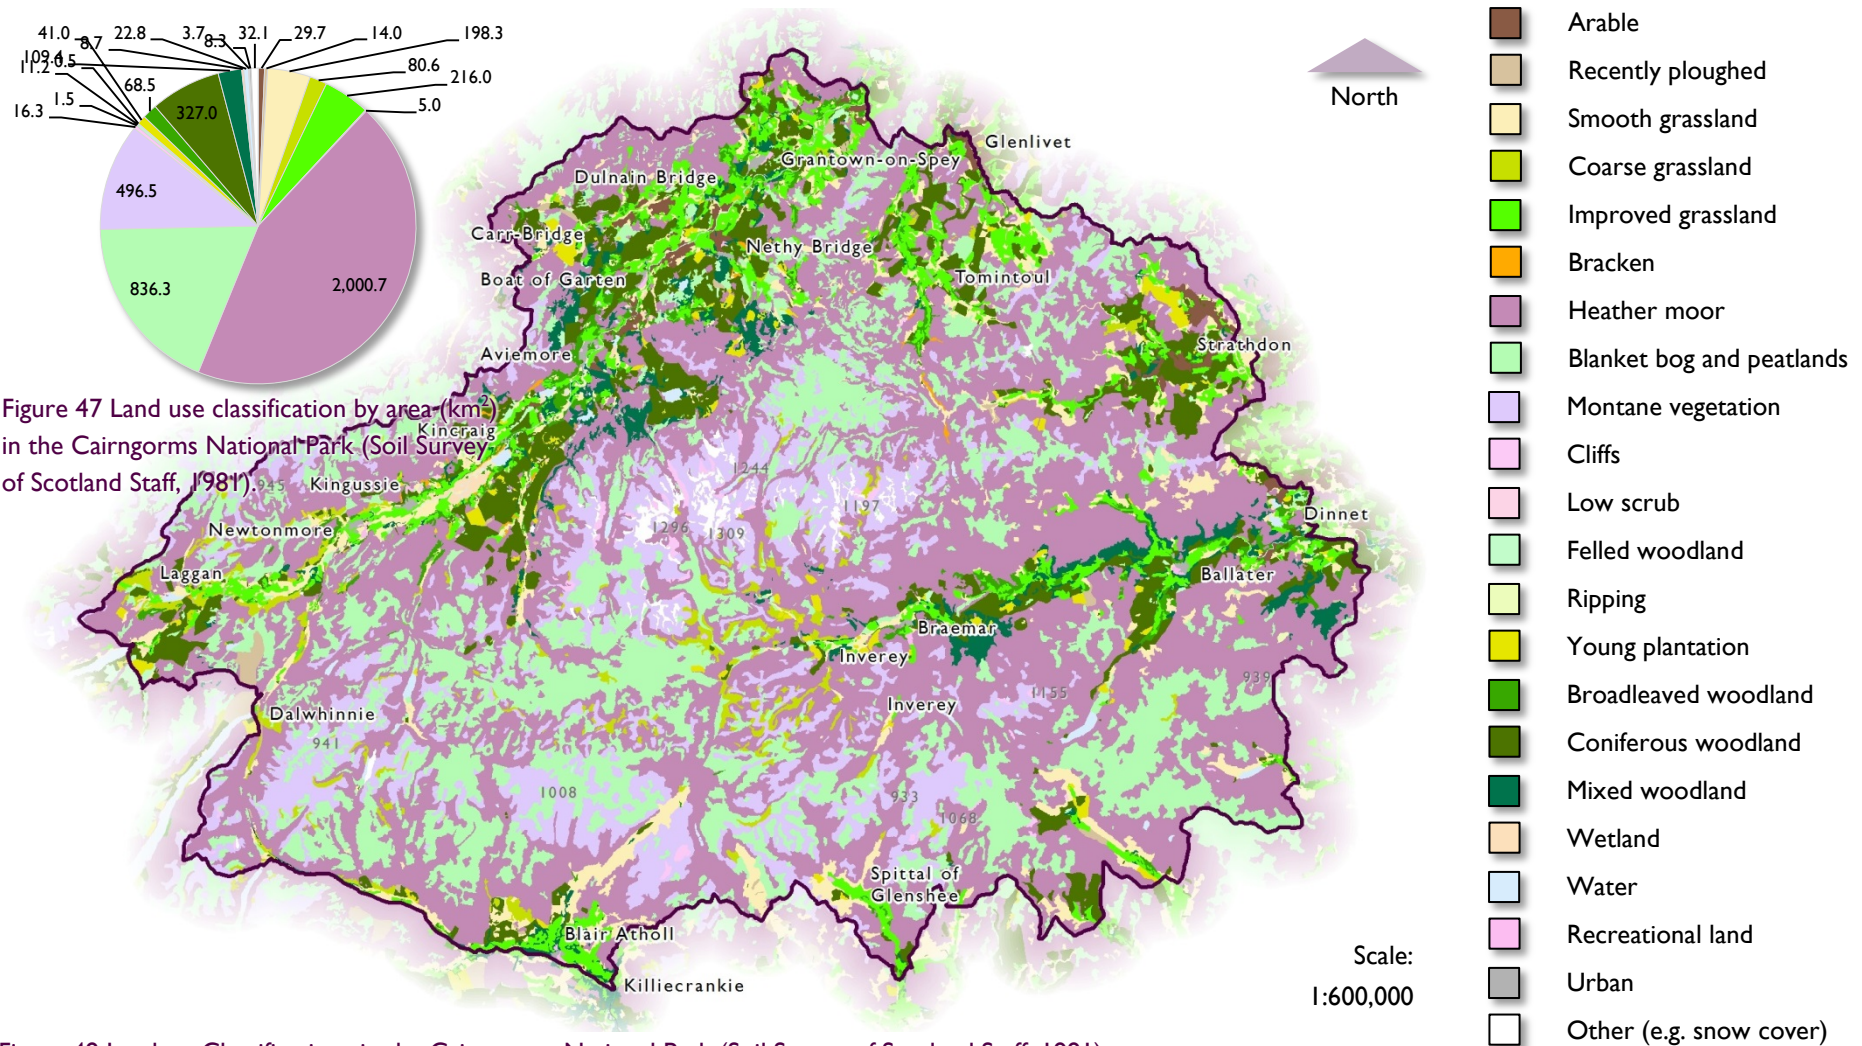 41.0
8.7
22.8
3.7
8.3
32.1
29.7
14.0
198.3
109.4
0.5
11.2
1.5
16.3
68.5
327.0
80.6
216.0
5.0
496.5
836.3
2,000.7
Figure 47 Land use classification by area (km2)
in the Cairngorms National Park (Soil Survey
of Scotland Staff, 1981).
North
Glenlivet
Grantown-on-Spey
Dulnain Bridge
Carr-Bridge
Nethy Bridge
Boat of Garten
Tomintoul
Aviemore
Strathdon
Kincraig
1244
945
Kingussie
1197
Dinnet
Newtonmore
1296
1309
Laggan
Ballater
Braemar
Inverey
939
1155
Inverey
Dalwhinnie
941
1008
933
1068
Spittal of
Glenshee
Blair Atholl
Killiecrankie
Scale:
1:600,000
Arable
Recently ploughed
Smooth grassland
Coarse grassland
Improved grassland
Bracken
Heather moor
Blanket bog and peatlands
Montane vegetation
Cliffs
Low scrub
Felled woodland
Ripping
Young plantation
Broadleaved woodland
Coniferous woodland
Mixed woodland
Wetland
Water
Recreational land
Urban
Other (e.g. snow cover)